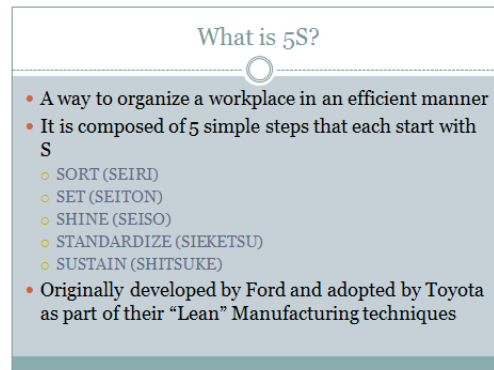 What is 5S?
A way to organize a workplace in an efficient manner
It is composed of 5 simple steps that each start with
S
SORT (SEIRI)
SET (SEITON)
SHINE (SEISO)
STANDARDIZE (SIEKETSU)
SUSTAIN (SHITSUKE)
Originally developed by Ford and adopted by Toyota
as part of their “Lean” Manufacturing techniques